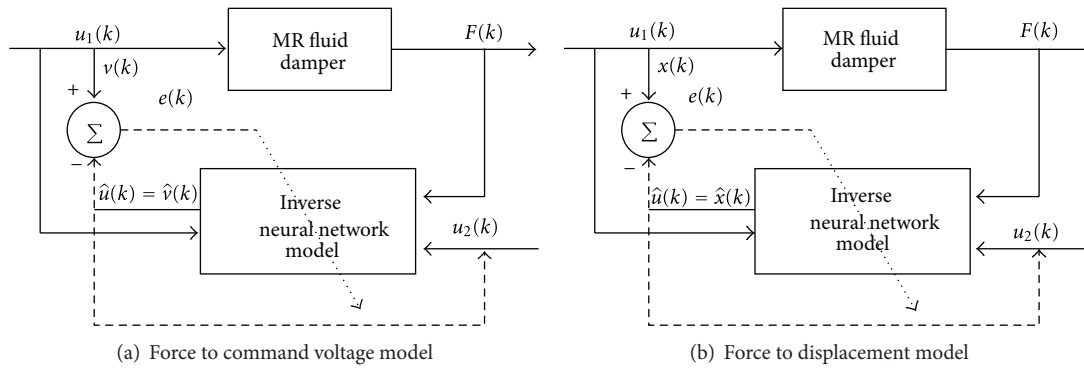 u₁(k)
MR fluid
damper
F(k)
v(k)
+
e(k)
Σ
−
û(k) = v̂(k)
Inverse
neural network
model
u₂(k)
(a) Force to command voltage model
u₁(k)
MR fluid
damper
F(k)
x(k)
+
e(k)
Σ
−
û(k) = x̂(k)
Inverse
neural network
model
u₂(k)
(b) Force to displacement model